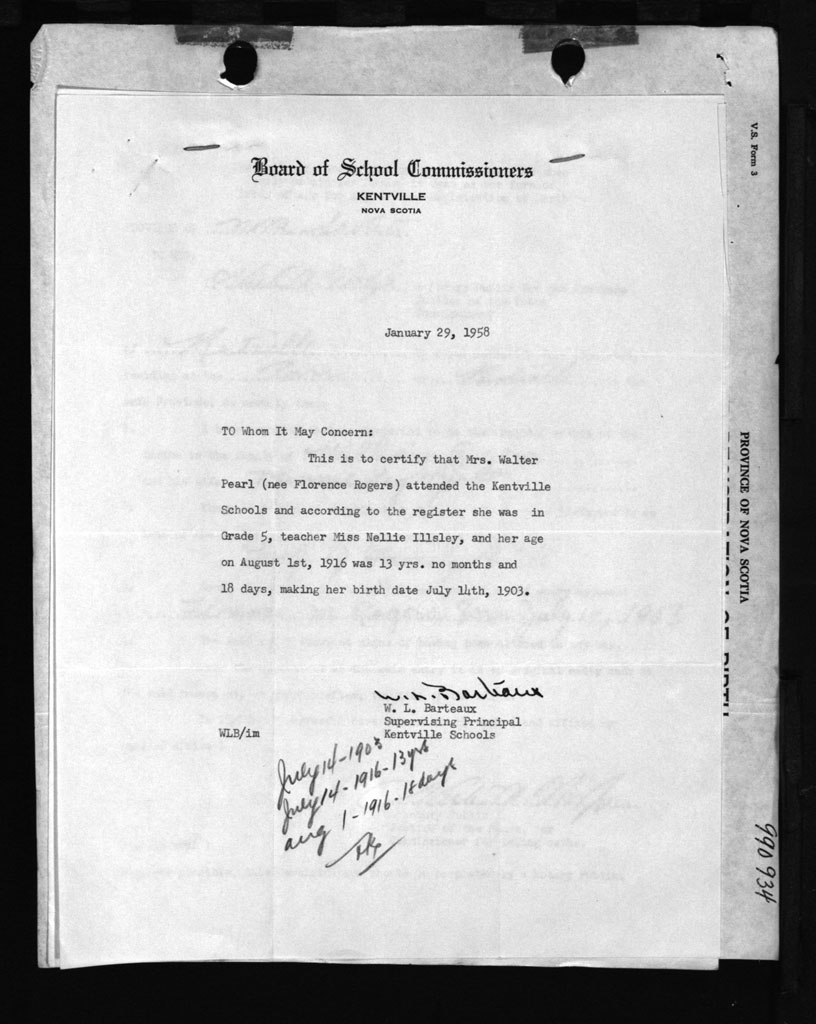 Board of School Commissioners
KENTVILLE
NOVA SCOTIA
January 29, 1958
TO Whom It May Concern:
This is to certify that Mrs. Walter
Pearl (nee Florence Rogers) attended the Kentville
Schools and according to the register she was in
Grade 5, teacher Miss Nellie Illsley, and her age
on August 1st, 1916 was 13 yrs. no months and
18 days, making her birth date July 14th, 1903.
W. L. Barteaux
W. L. Barteaux
Supervising Principal
WLB/im Kentville Schools
July 14 - 1903
July 14 - 1916 - 13 yrs
Aug 1 - 1916 - 18 days
V.S. Form 3
PROVINCE OF NOVA SCOTIA
OF BIRTH
990934